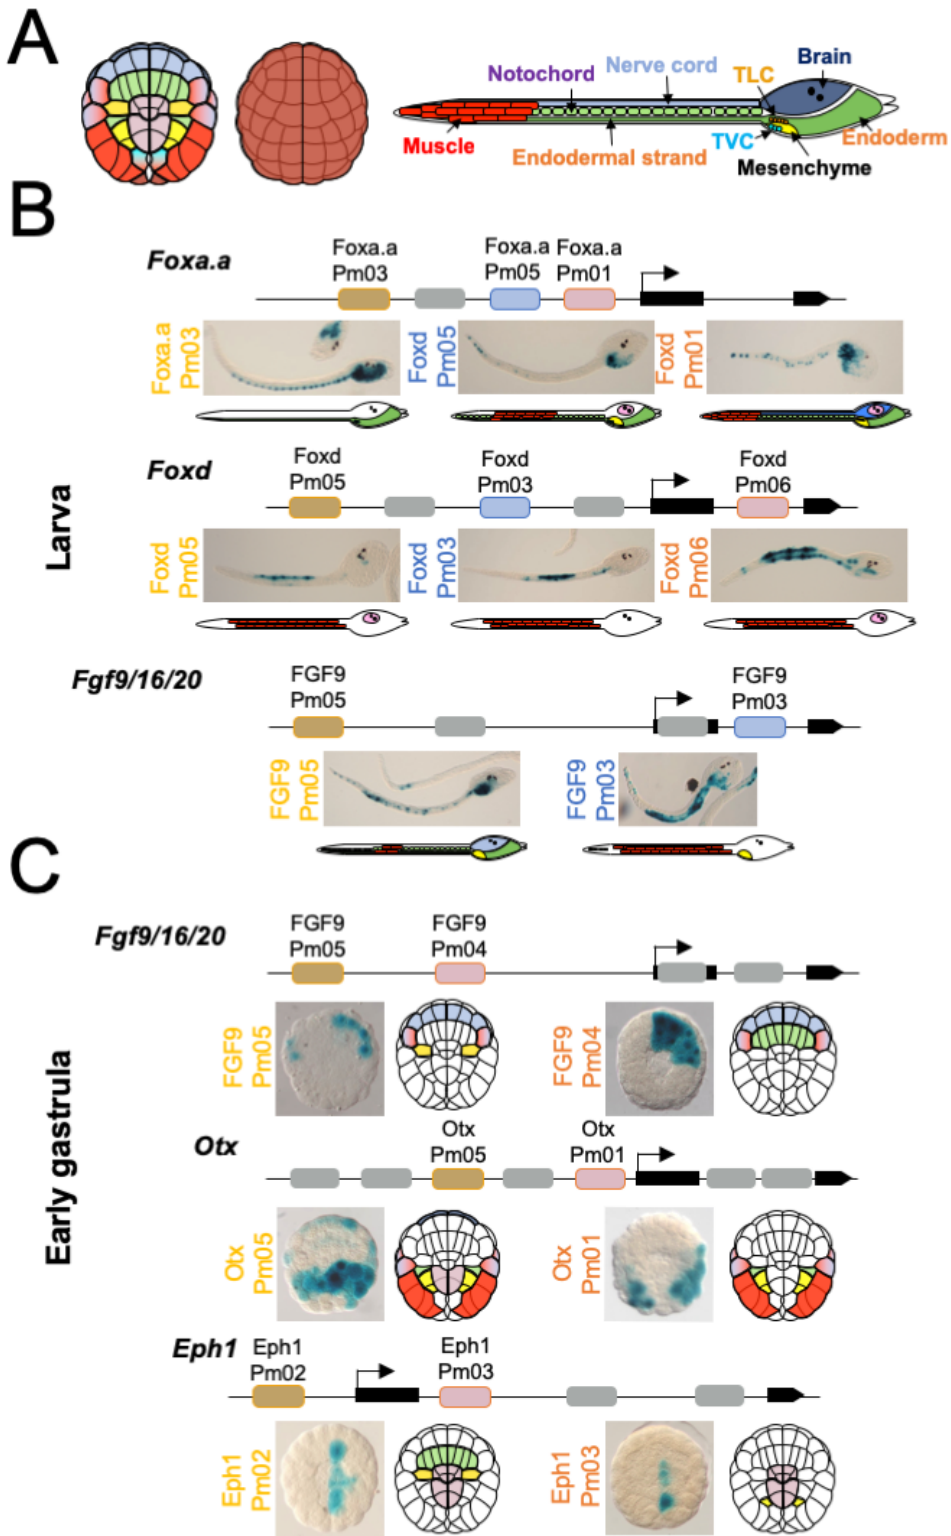 A
Brain
Nerve cord
TLC
Notochord
Muscle
TVC
Endoderm
Endodermal strand
Mesenchyme
B
Larva
Foxa.a
Foxa.a
Pm03
Foxa.a
Pm05
Foxa.a
Pm01
Foxa.a
Pm03
Foxd
Pm05
Foxd
Pm01
Foxd
Foxd
Pm05
Foxd
Pm03
Foxd
Pm06
Foxd
Pm05
Foxd
Pm03
Foxd
Pm06
Fgf9/16/20
FGF9
Pm05
FGF9
Pm03
FGF9
Pm05
FGF9
Pm03
C
Early gastrula
Fgf9/16/20
FGF9
Pm05
FGF9
Pm04
FGF9
Pm05
FGF9
Pm04
Otx
Otx
Pm05
Otx
Pm01
Otx
Pm05
Otx
Pm01
Eph1
Eph1
Pm02
Eph1
Pm03
Eph1
Pm02
Eph1
Pm03